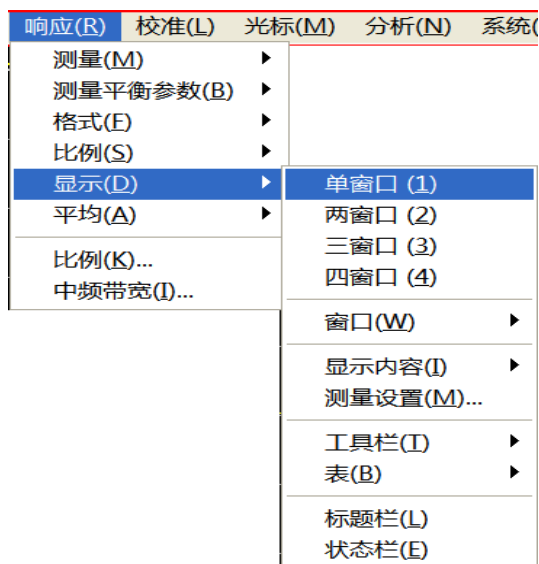 响应(R) 校准(L) 光标(M) 分析(N) 系统(
测量(M)
测量平衡参数(B)
格式(F)
比例(S)
显示(D)
平均(A)
比例(K)...
中频带宽(I)...
单窗口 (1)
两窗口 (2)
三窗口 (3)
四窗口 (4)
窗口(W)
显示内容(I)
测量设置(M)...
工具栏(T)
表(B)
标题栏(L)
状态栏(E)